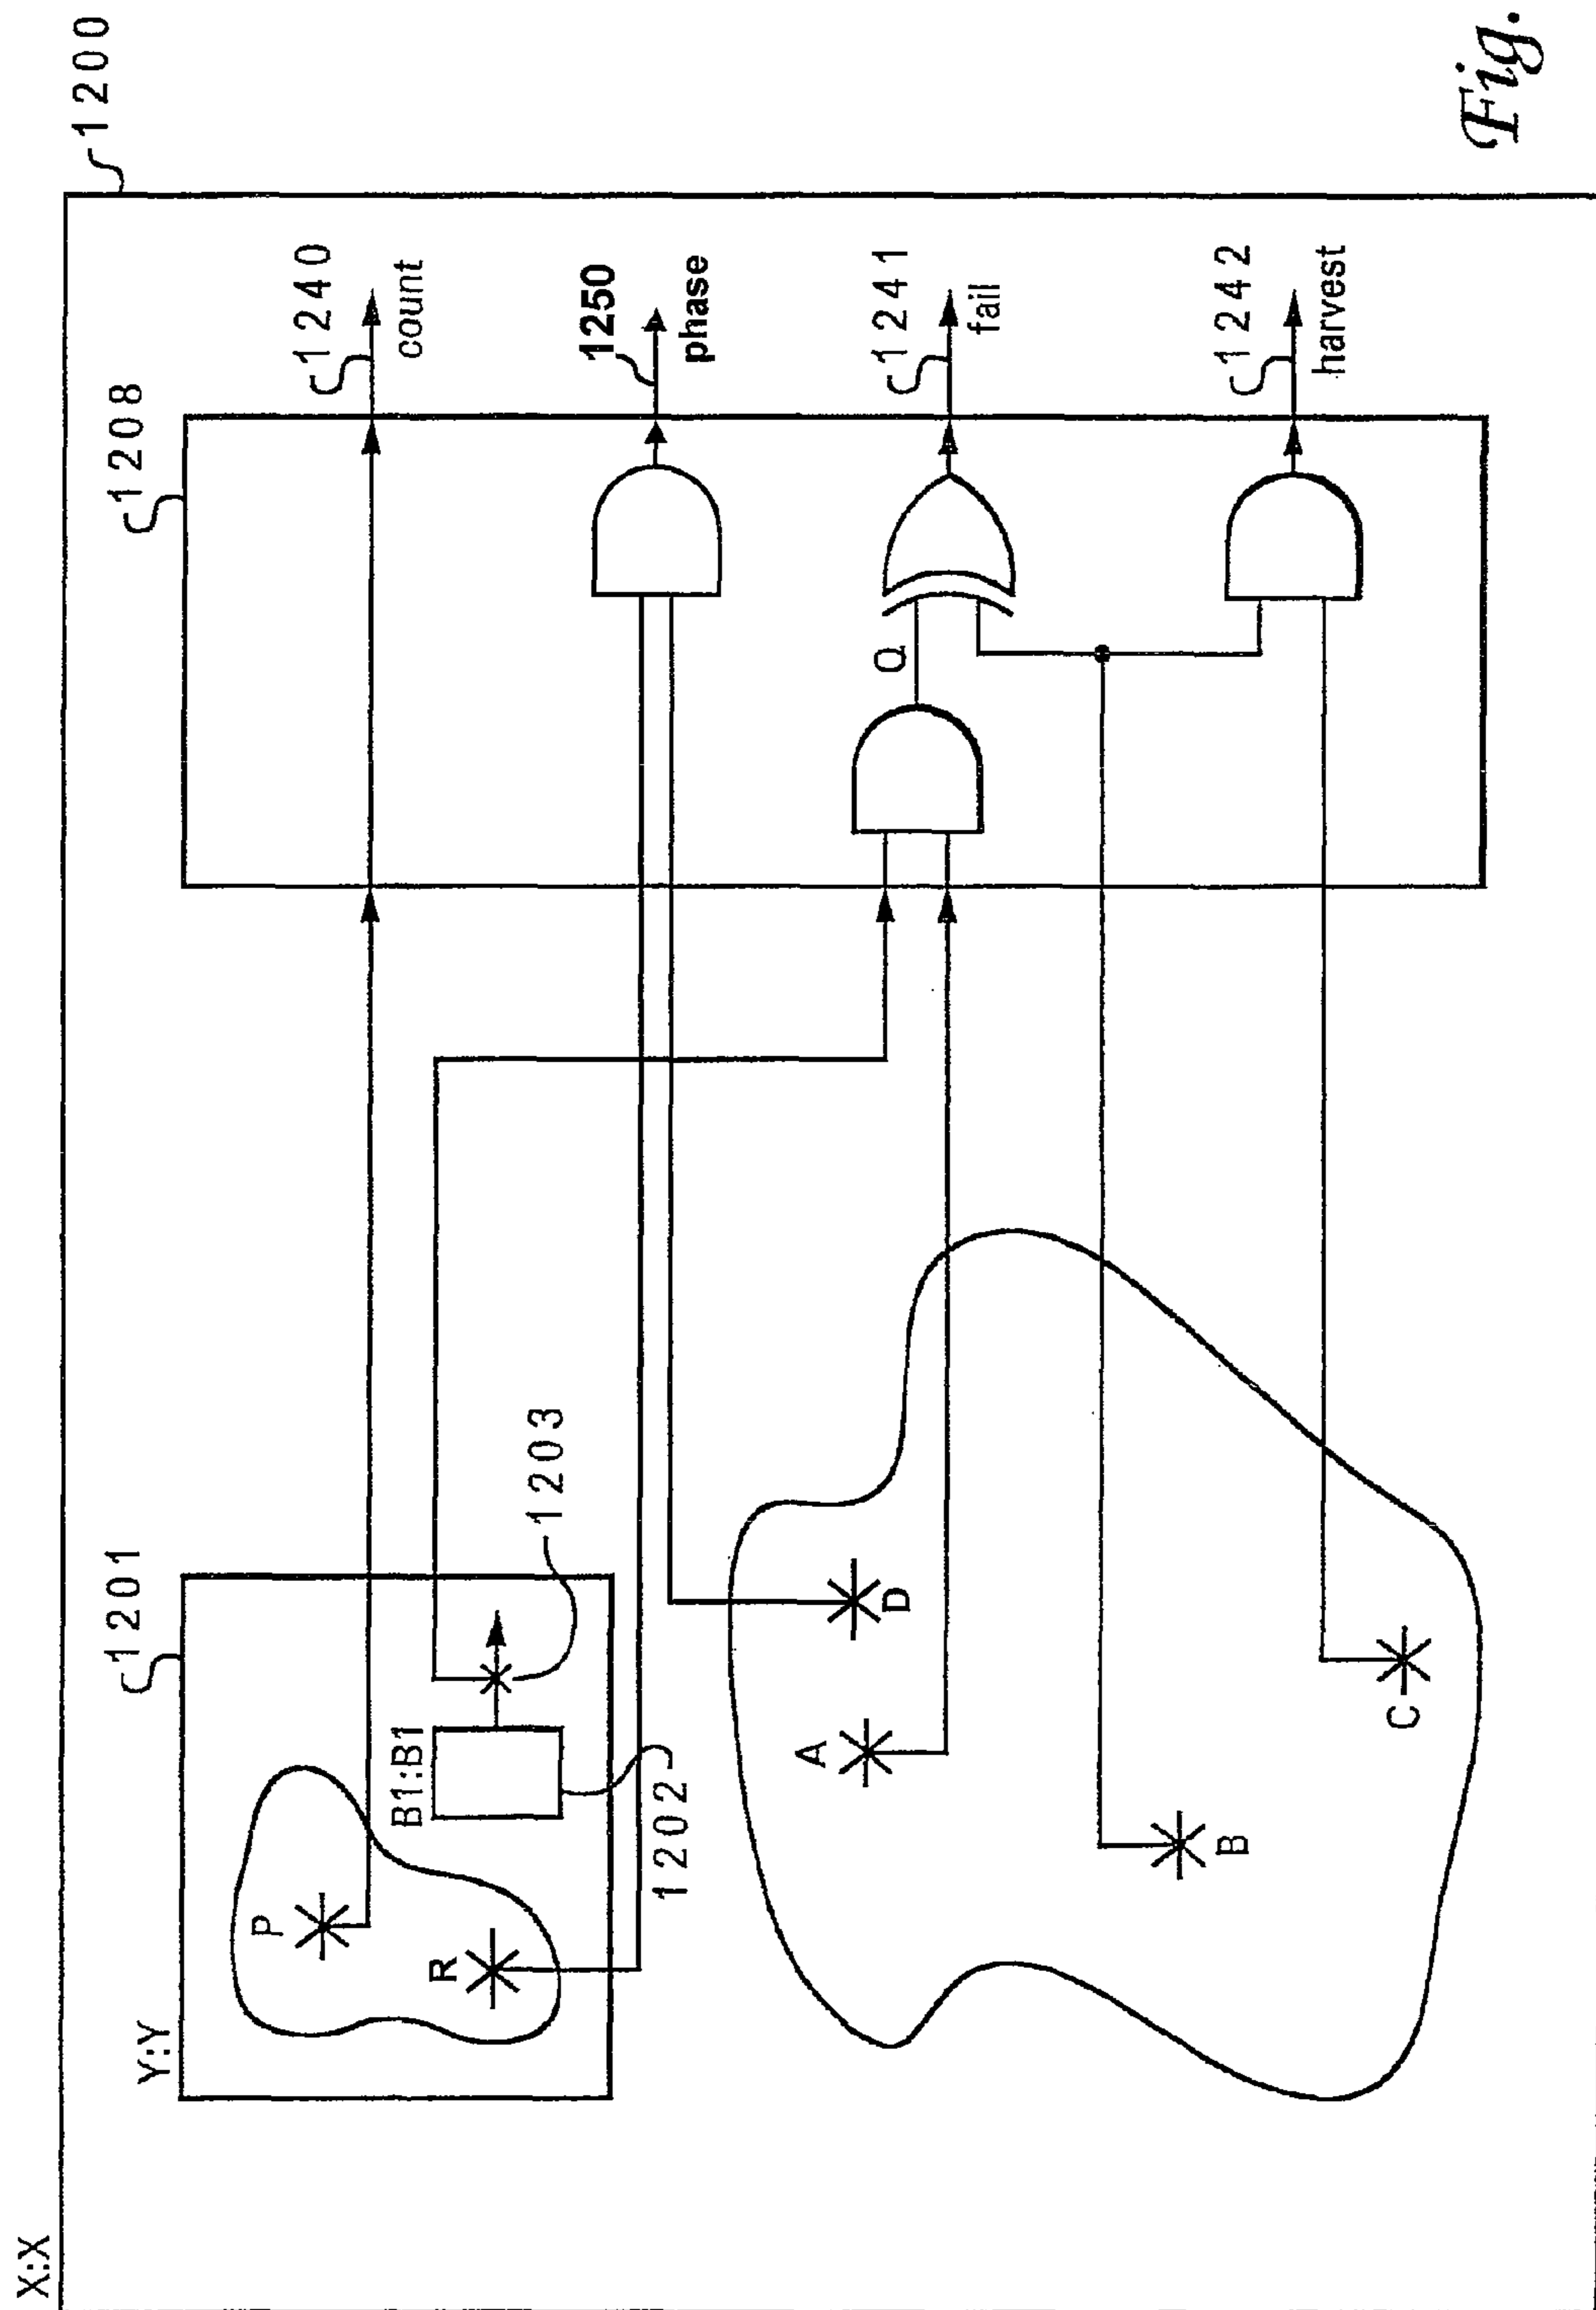 X:X
1200
1208
1201
Y:Y
P
R
B1:B1
1202
1203
1240
count
1250
phase
Q
1241
fail
1242
harvest
A
D
B
C
Fig.